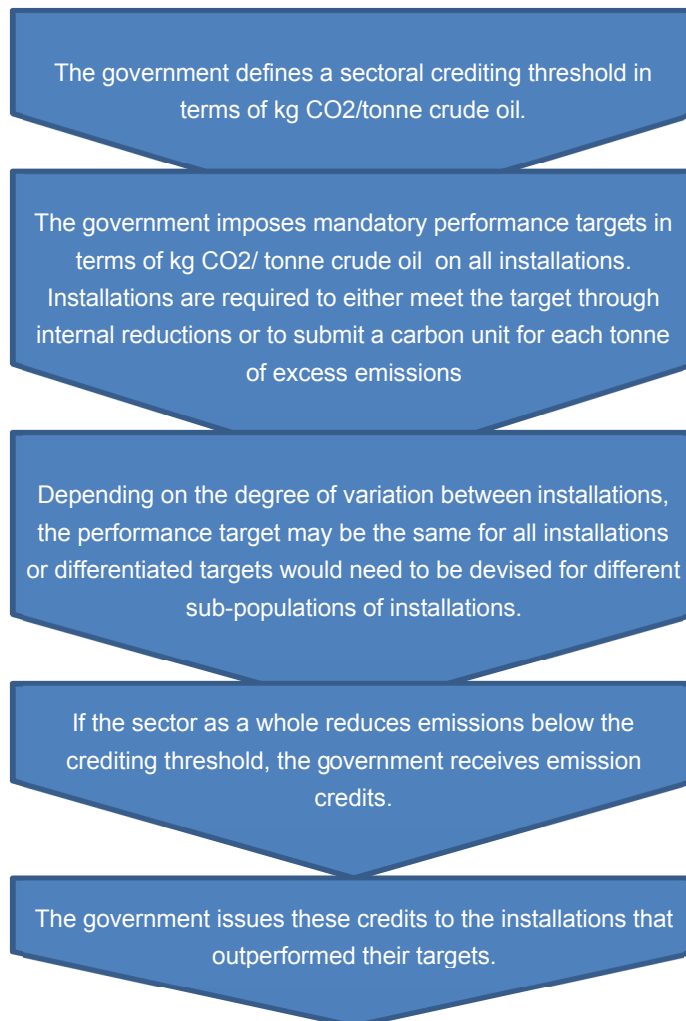 The government defines a sectoral crediting threshold in
terms of kg CO2/tonne crude oil.
The government imposes mandatory performance targets in
terms of kg CO2/ tonne crude oil  on all installations.
Installations are required to either meet the target through
internal reductions or to submit a carbon unit for each tonne
of excess emissions
Depending on the degree of variation between installations,
the performance target may be the same for all installations
or differentiated targets would need to be devised for different
sub-populations of installations.
If the sector as a whole reduces emissions below the
crediting threshold, the government receives emission
credits.
The government issues these credits to the installations that
outperformed their targets.